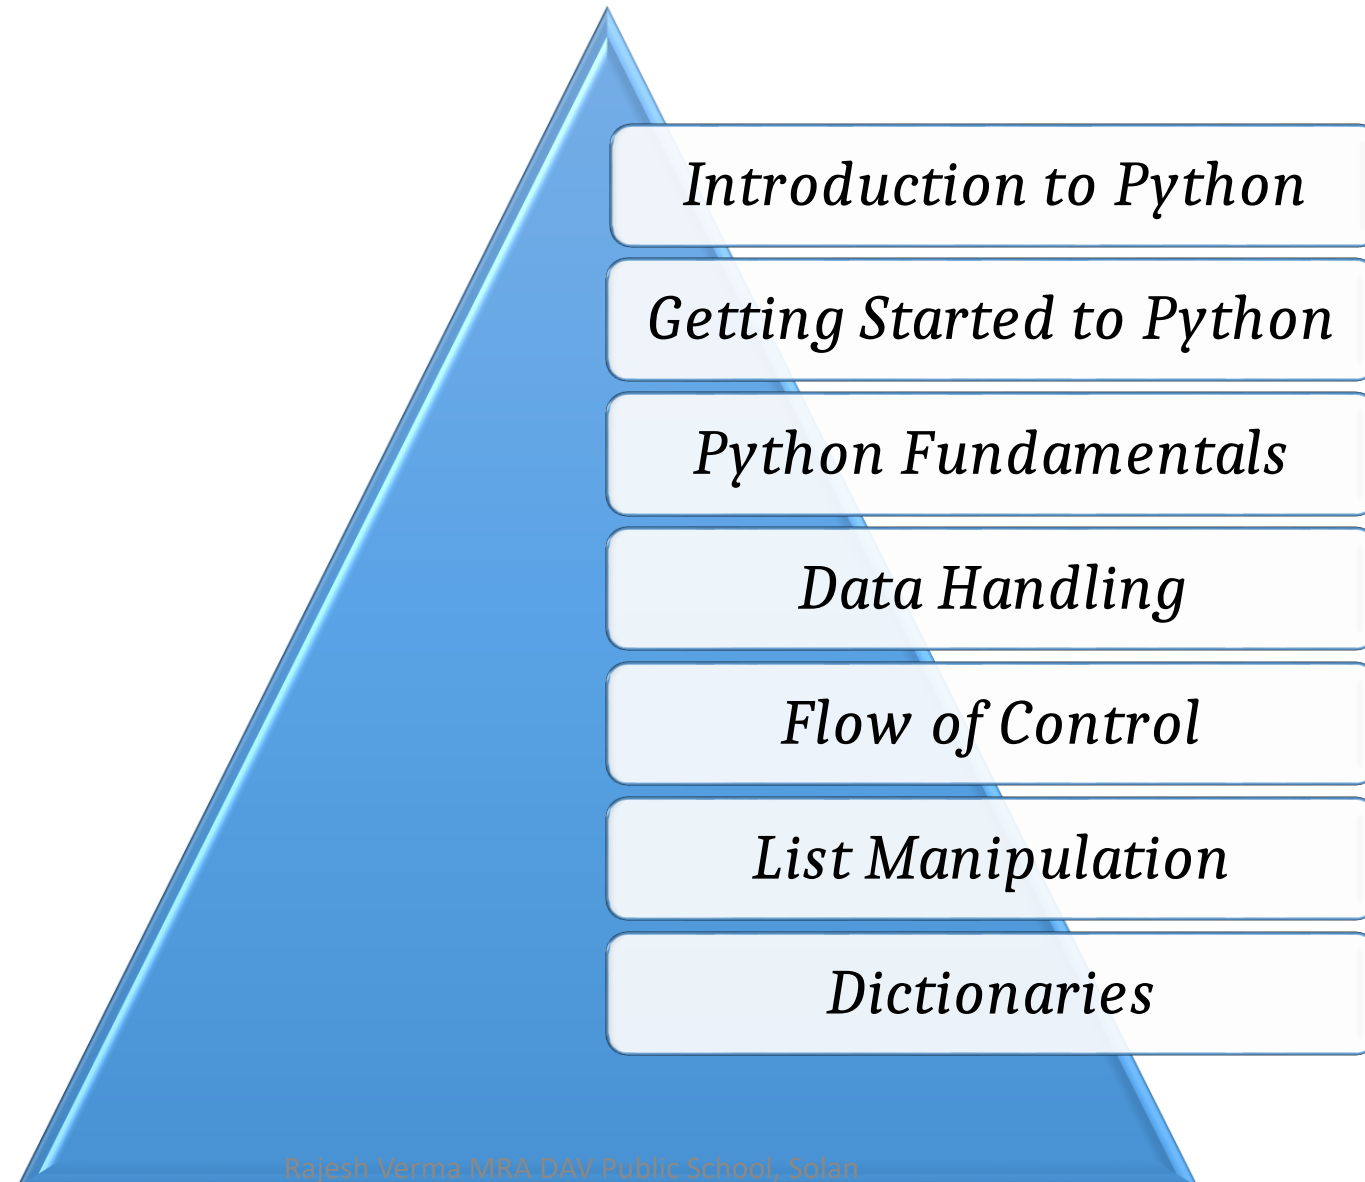 Introduction to Python
Getting Started to Python
Python Fundamentals
Data Handling
Flow of Control
List Manipulation
Dictionaries
Rajesh Verma MRA DAV Public School, Solan